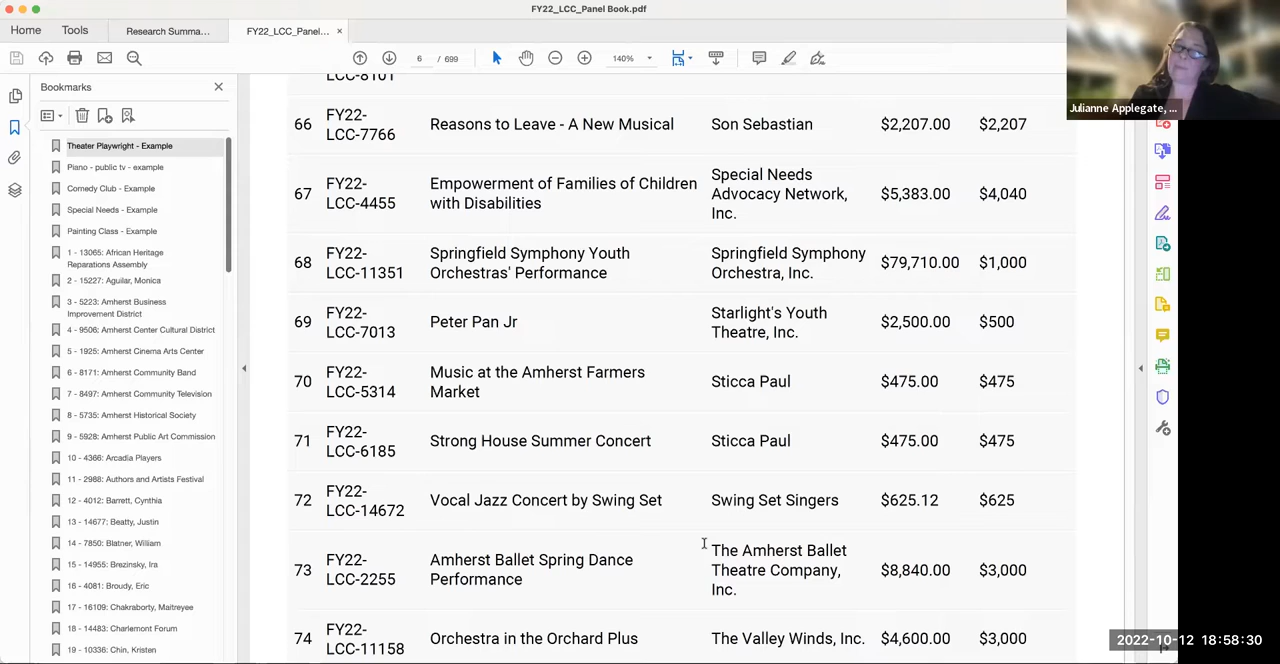 FY22_LCC_Panel Book.pdf
Home
Tools
Research Summa...
FY22_LCC_Panel... ×
6 / 699
140%
Julianne Applegate, ...
Bookmarks
Theater Playwright - Example
Piano - public tv - example
Comedy Club - Example
Special Needs - Example
Painting Class - Example
1 - 13065: African Heritage
Reparations Assembly
2 - 15227: Aguilar, Monica
3 - 5223: Amherst Business
Improvement District
4 - 9506: Amherst Center Cultural District
5 - 1925: Amherst Cinema Arts Center
6 - 8171: Amherst Community Band
7 - 8497: Amherst Community Television
8 - 5735: Amherst Historical Society
9 - 5928: Amherst Public Art Commission
10 - 4366: Arcadia Players
11 - 2988: Authors and Artists Festival
12 - 4012: Barrett, Cynthia
13 - 14677: Beatty, Justin
14 - 7850: Blatner, William
15 - 14955: Brezinsky, Ira
16 - 4081: Broudy, Eric
17 - 16109: Chakraborty, Maitreyee
18 - 14483: Charlemont Forum
19 - 10336: Chin, Kristen
LCC-8101
66 FY22- Reasons to Leave - A New Musical Son Sebastian $2,207.00 $2,207
LCC-7766
Special Needs
67 FY22- Empowerment of Families of Children Advocacy Network, $5,383.00 $4,040
LCC-4455 with Disabilities Inc.
68 FY22- Springfield Symphony Youth Springfield Symphony $79,710.00 $1,000
LCC-11351 Orchestras' Performance Orchestra, Inc.
69 FY22- Peter Pan Jr Starlight's Youth $2,500.00 $500
LCC-7013 Theatre, Inc.
70 FY22- Music at the Amherst Farmers Sticca Paul $475.00 $475
LCC-5314 Market
71 FY22- Strong House Summer Concert Sticca Paul $475.00 $475
LCC-6185
72 FY22- Vocal Jazz Concert by Swing Set Swing Set Singers $625.12 $625
LCC-14672
The Amherst Ballet
73 FY22- Amherst Ballet Spring Dance Theatre Company, $8,840.00 $3,000
LCC-2255 Performance Inc.
74 FY22- Orchestra in the Orchard Plus The Valley Winds, Inc. $4,600.00 $3,000
LCC-11158
2022-10-12 18:58:30